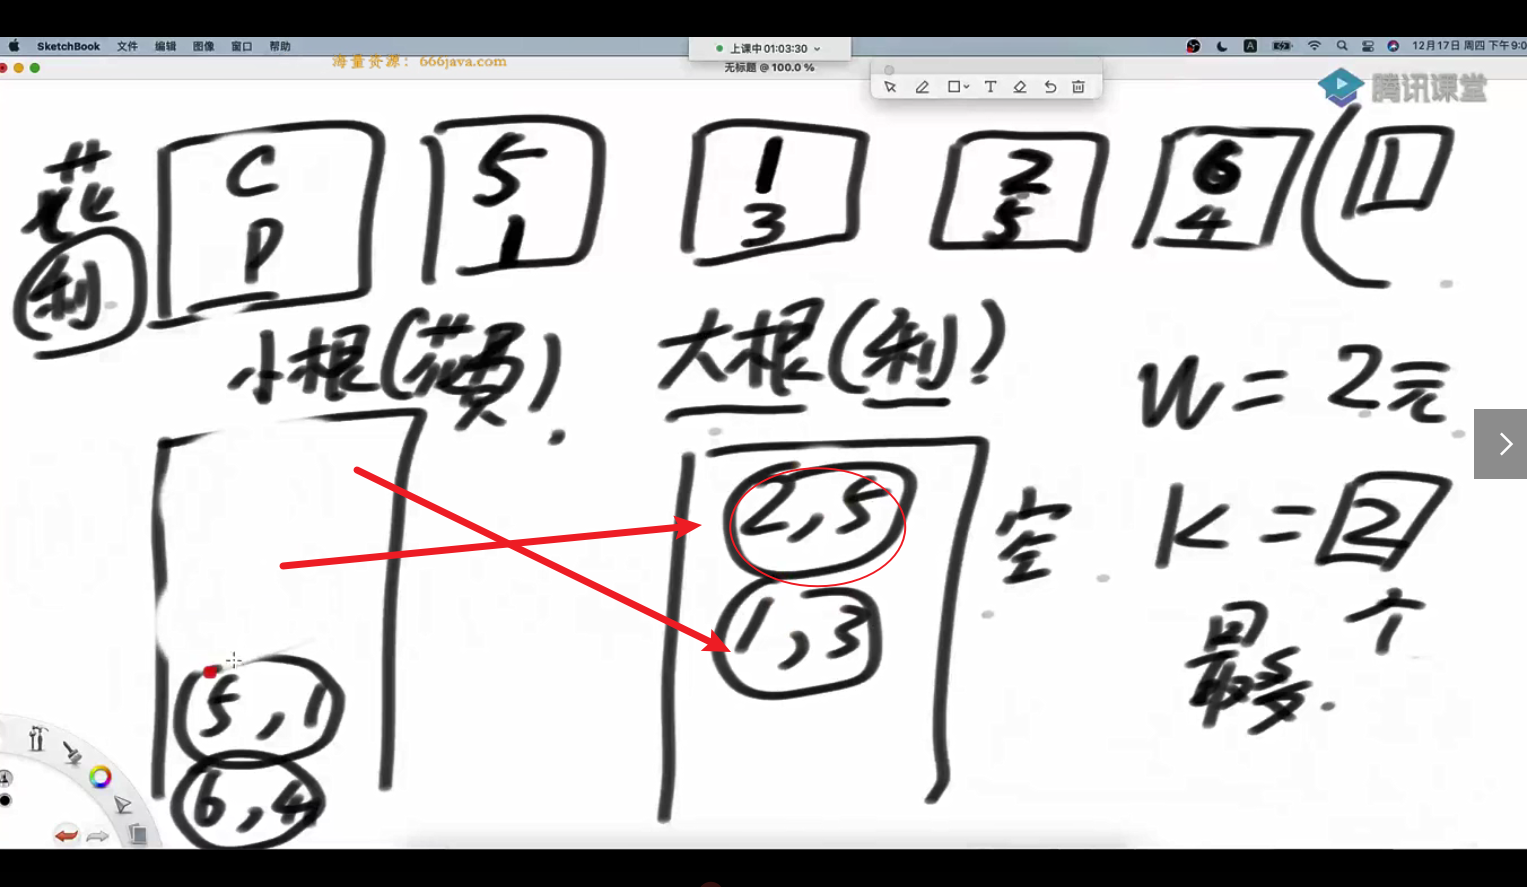 SketchBook 文件 编辑 图像 窗口 帮助
上课中 01:03:30
A
12月17日 周四 下午9:0
海量资源：666java.com
无标题 @ 100.0 %
T
腾讯课堂
花 C 5 1 2 6 1
利 P 1 3 5 4
小根(花费) 大根(利)
W = 2元
2,5 空 K = 2
1,3 个
最多.
5,1
6,4